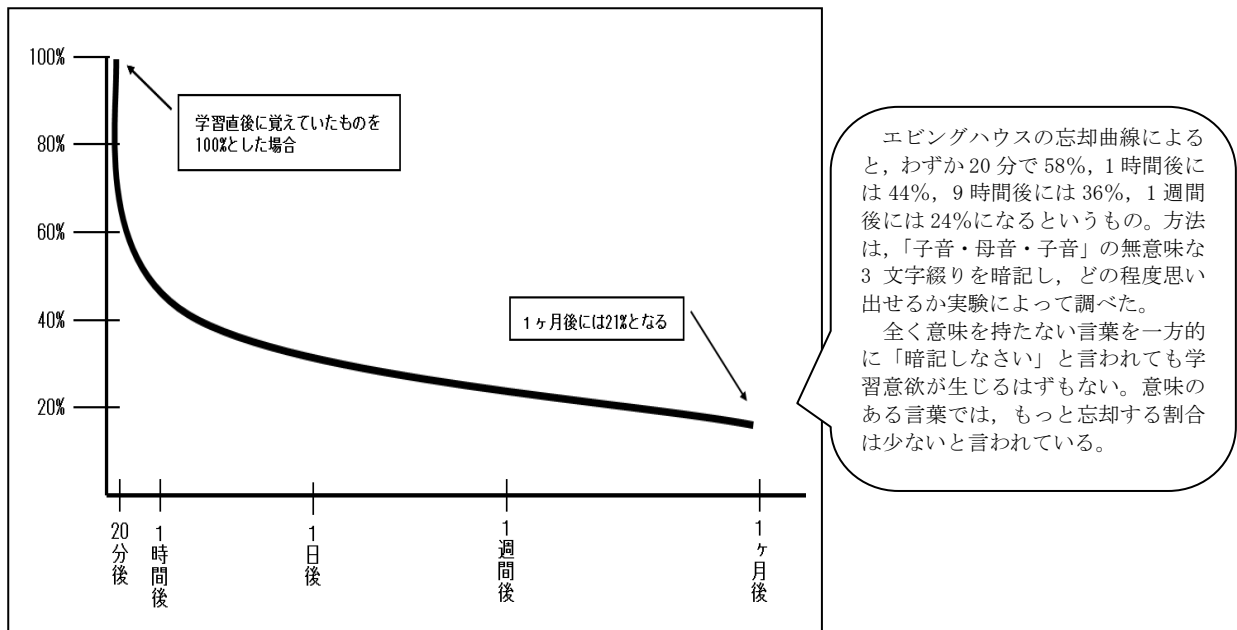 100%
80%
60%
40%
20%
学習直後に覚えていたものを
100%とした場合
1ヶ月後には21%となる
20分後
1時間後
1日後
1週間後
1ヶ月後
エビングハウスの忘却曲線による
と，わずか 20 分で 58%，1 時間後に
は 44%，9 時間後には 36%，1 週間
後には 24%になるというもの。方法
は，「子音・母音・子音」の無意味な
3 文字綴りを暗記し，どの程度思い
出せるか実験によって調べた。
全く意味を持たない言葉を一方的
に「暗記しなさい」と言われても学
習意欲が生じるはずもない。意味の
ある言葉では，もっと忘却する割合
は少ないと言われている。